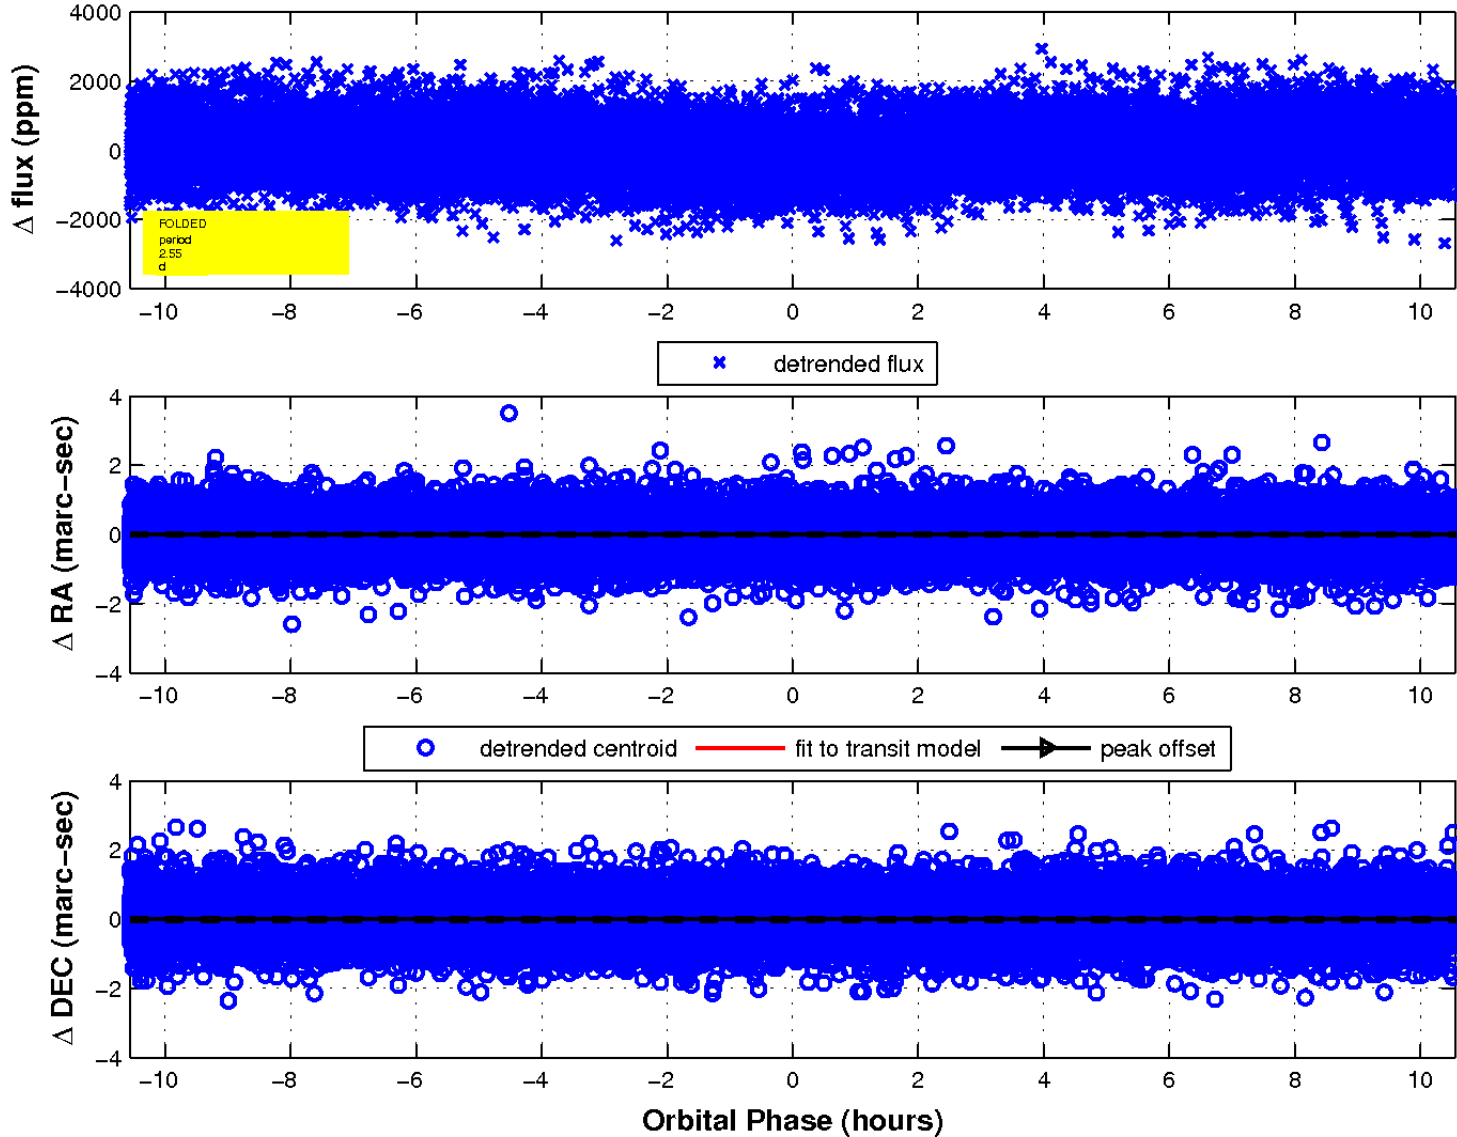 Δ flux (ppm)
4000
2000
0
−2000
−4000
FOLDED
period
2.55
d
−10 −8 −6 −4 −2 0 2 4 6 8 10
detrended flux
Δ RA (marc−sec)
4
2
0
−2
−4
−10 −8 −6 −4 −2 0 2 4 6 8 10
detrended centroid fit to transit model peak offset
Δ DEC (marc−sec)
4
2
0
−2
−4
−10 −8 −6 −4 −2 0 2 4 6 8 10
Orbital Phase (hours)